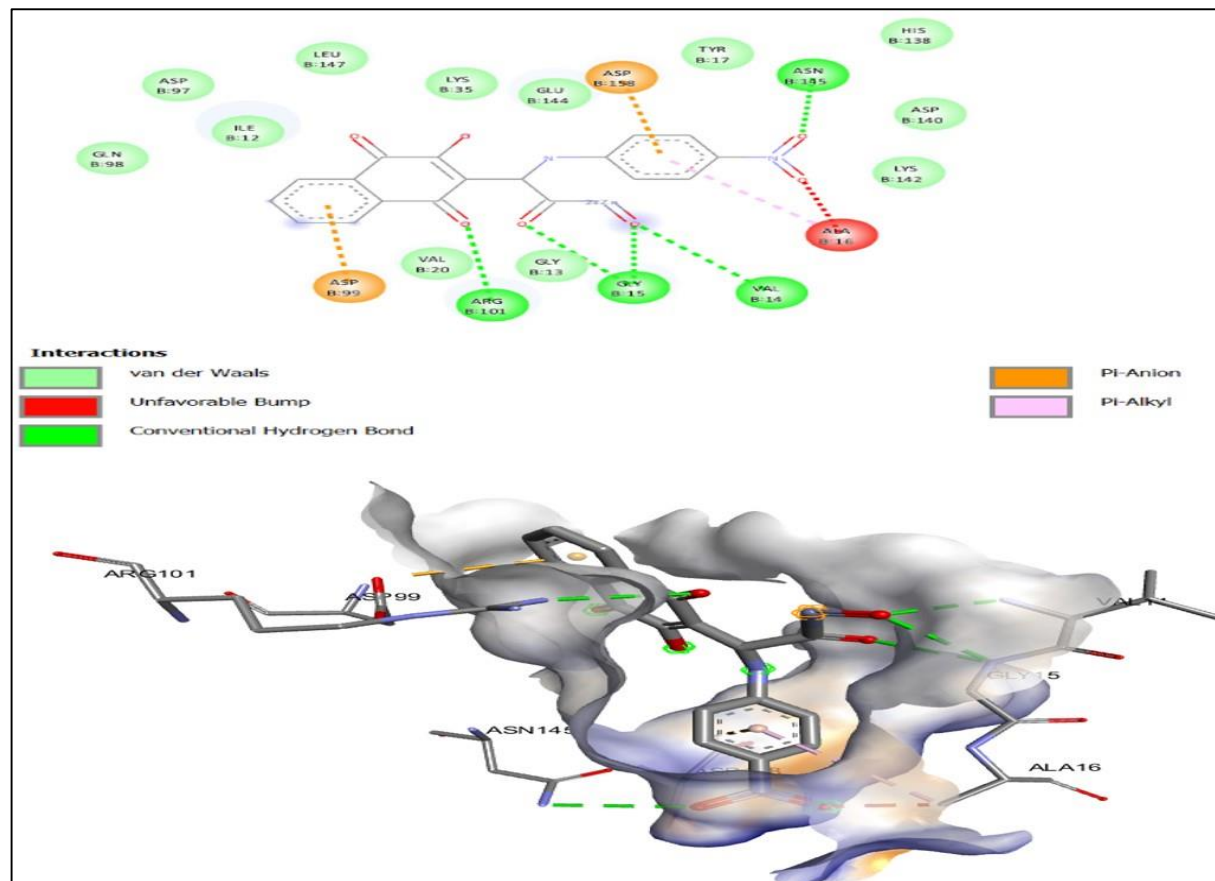 HIS
B:138
LEU
B:147
TYR
B:17
ASP
B:97
LYS
B:35
ASP
B:158
ASN
B:145
GLU
B:144
ASP
B:140
ILE
B:12
GLN
B:98
LYS
B:142
N
N
O
O
ALA
B:16
VAL
B:20
GLY
B:13
ASP
B:99
ARG
B:101
GLY
B:15
VAL
B:14
Interactions
van der Waals
Unfavorable Bump
Conventional Hydrogen Bond
Pi-Anion
Pi-Alkyl
ARG101
ASP99
GLY15
ASN145
ALA16